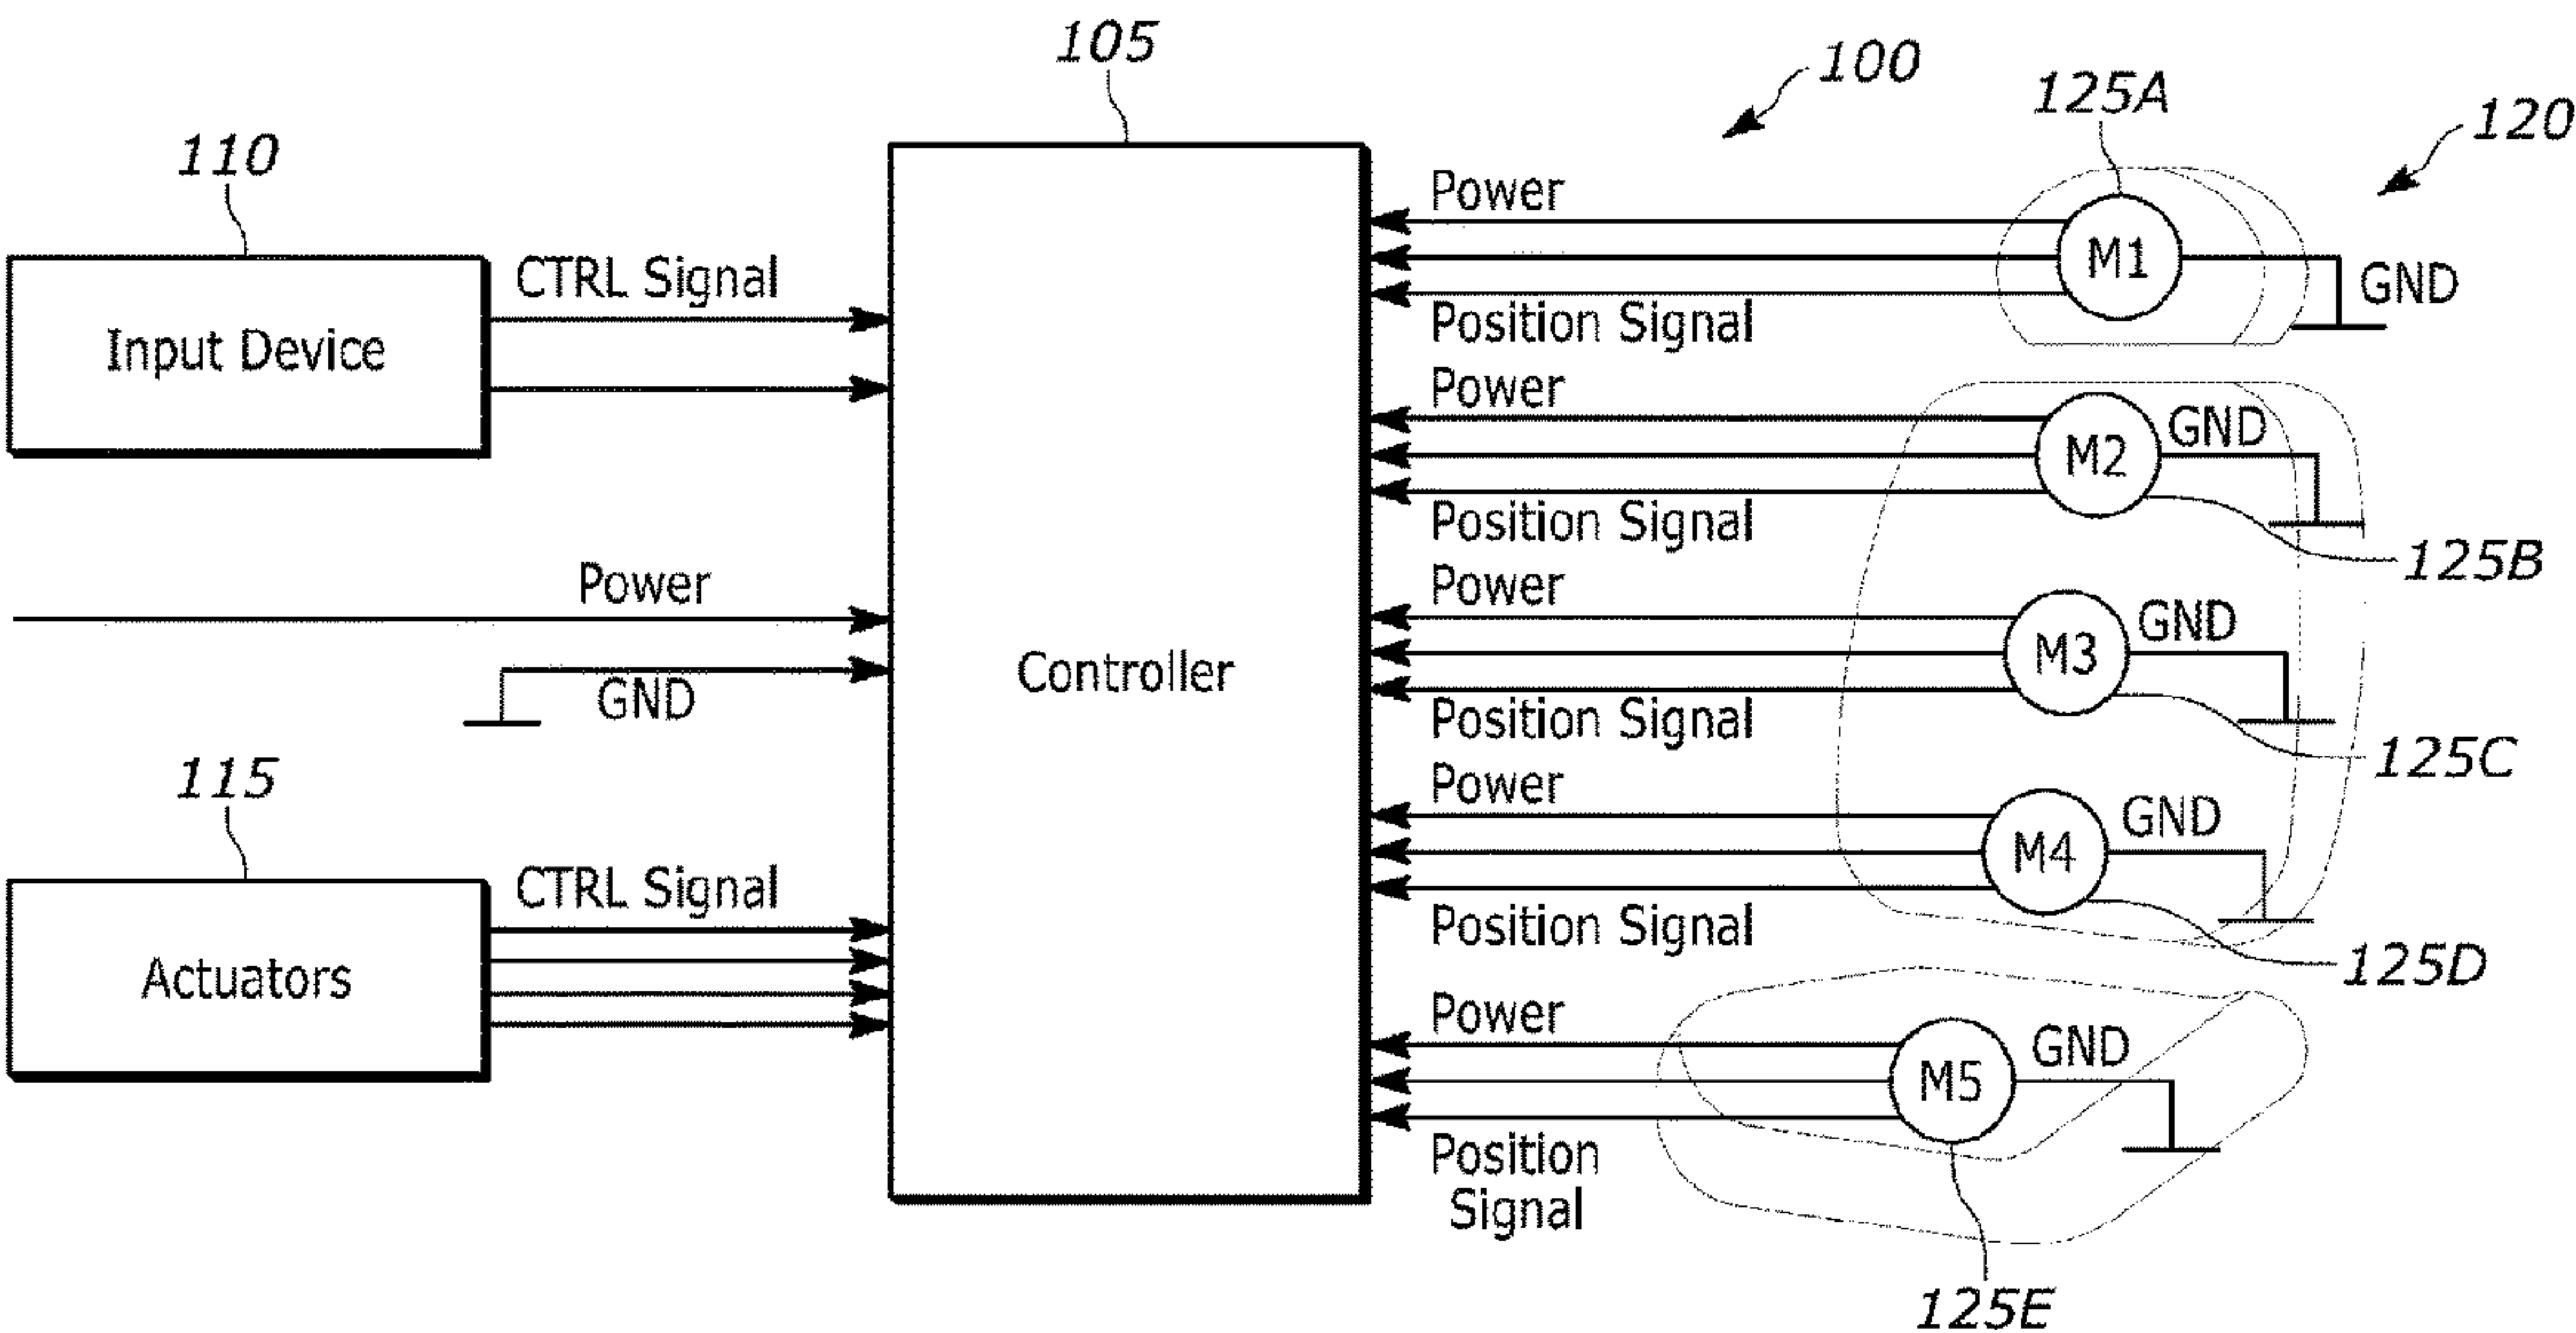 105
100
125A
120
110
Power
CTRL Signal
M1
GND
Input Device
Position Signal
Power
GND
M2
Position Signal
125B
Power
Power
GND
M3
Controller
GND
Position Signal
125C
115
Power
GND
M4
CTRL Signal
Position Signal
125D
Actuators
Power
GND
M5
Position
Signal
125E